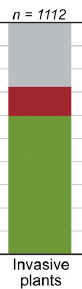 n = 1112
Invasive
plants